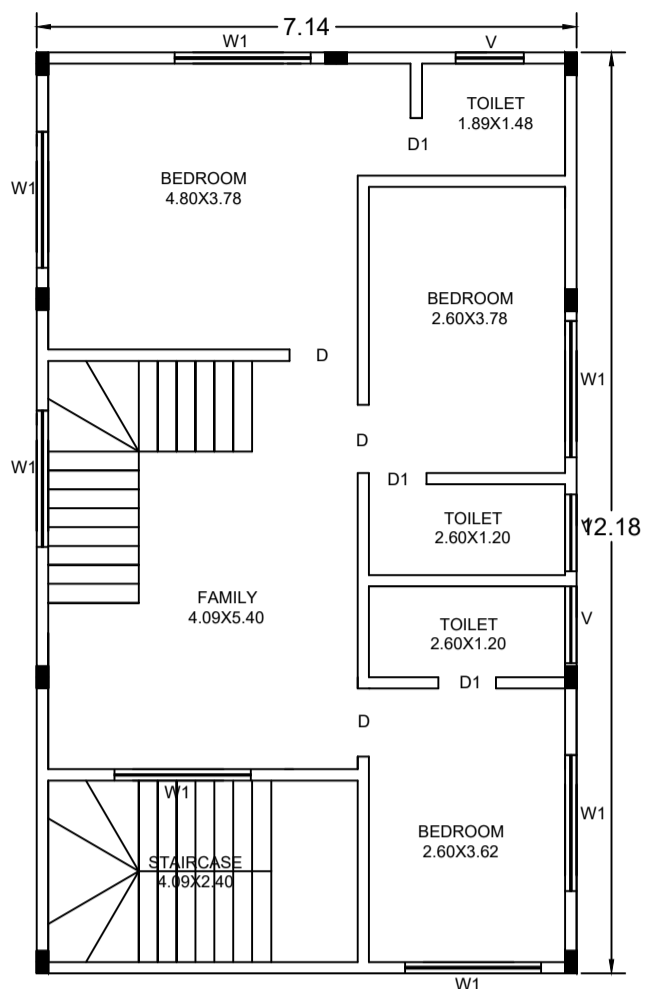 7.14
W1
V
TOILET
1.89X1.48
D1
BEDROOM
4.80X3.78
W1
BEDROOM
2.60X3.78
D
W1
D
W1
D1
TOILET
2.60X1.20
V
12.18
FAMILY
4.09X5.40
TOILET
2.60X1.20
V
D1
D
W1
W1
BEDROOM
2.60X3.62
STAIRCASE
4.09X2.40
W1